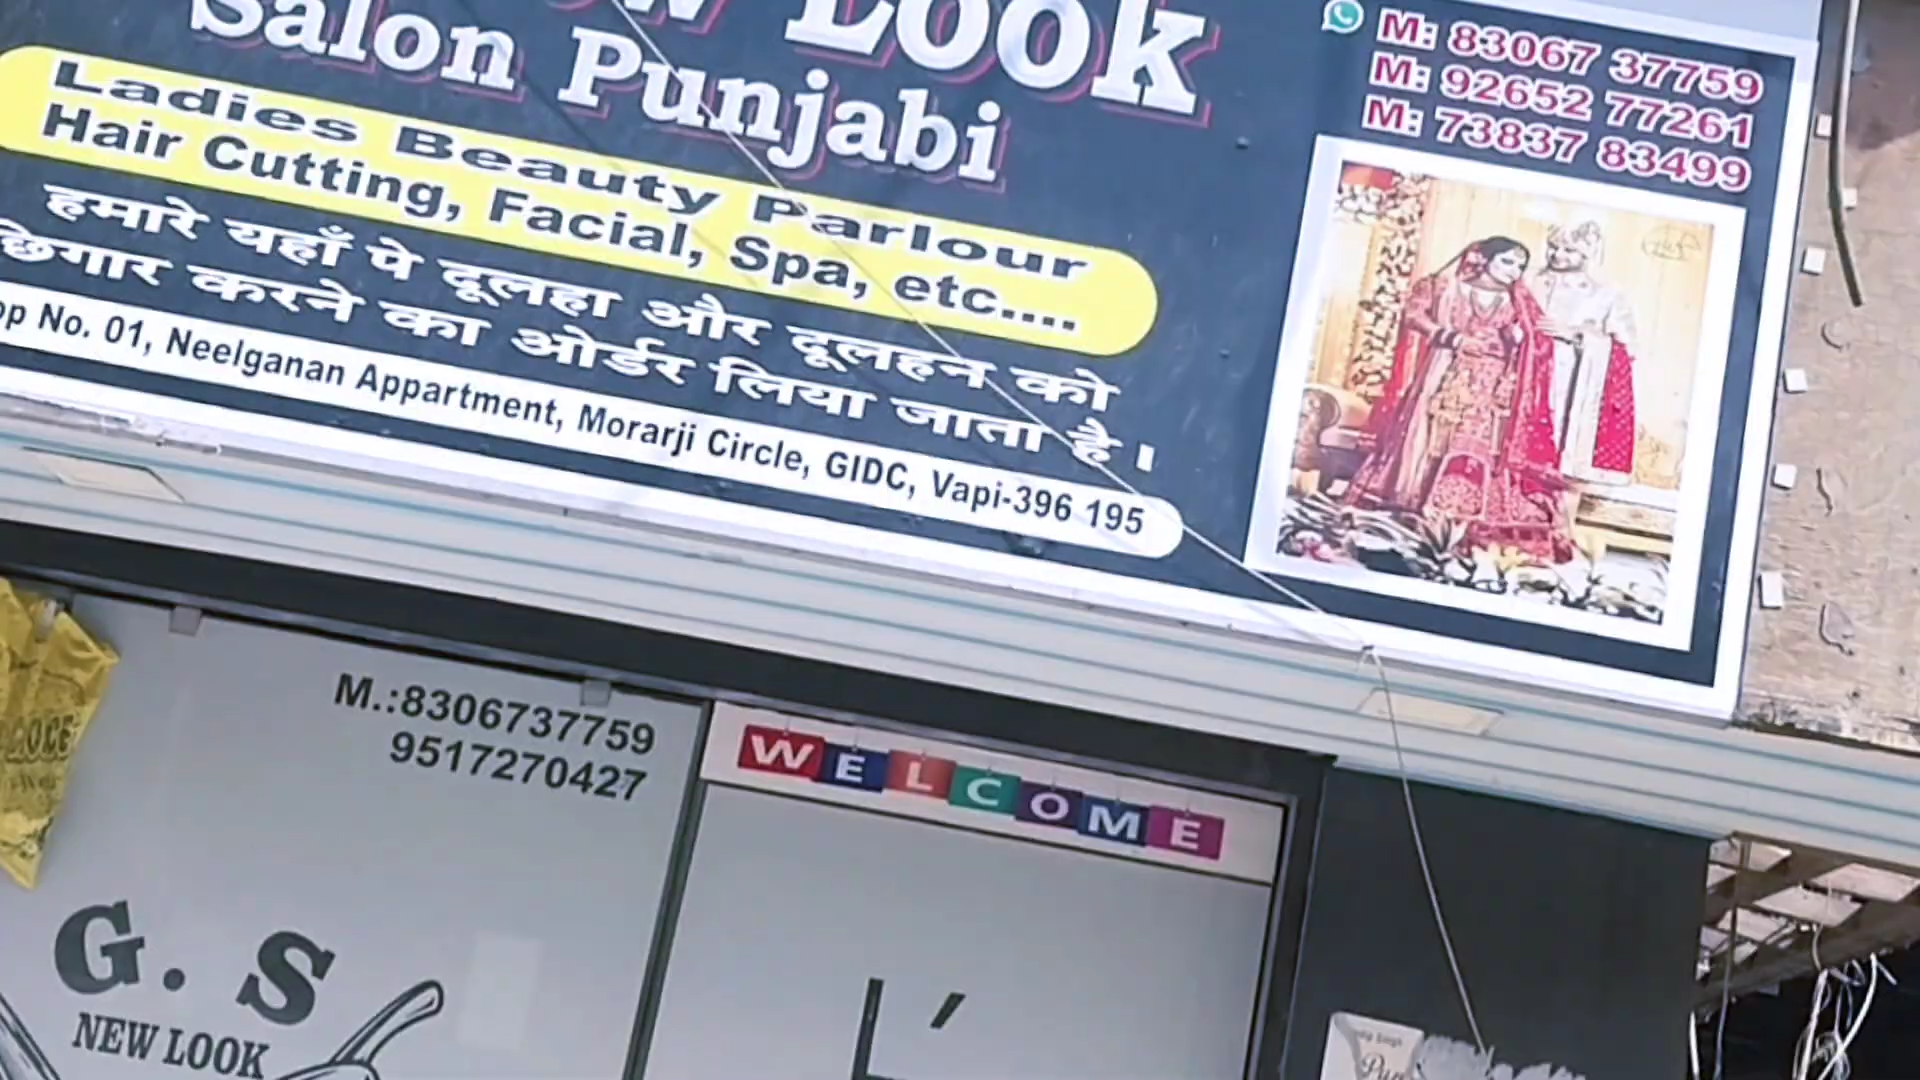 Look
Salon Punjabi
M: 83067 37759
M: 92652 77261
M: 73837 83499
Ladies Beauty Parlour
Hair Cutting, Facial, Spa, etc....
हमारे यहाँ पे दूलहा और दूलहन को
छिगार करने का ओर्डर लिया जाता है।
No. 01, Neelganan Appartment, Morarji Circle, GIDC, Vapi-396 195
M.:8306737759
9517270427
WELCOME
G. S
NEW LOOK
L'